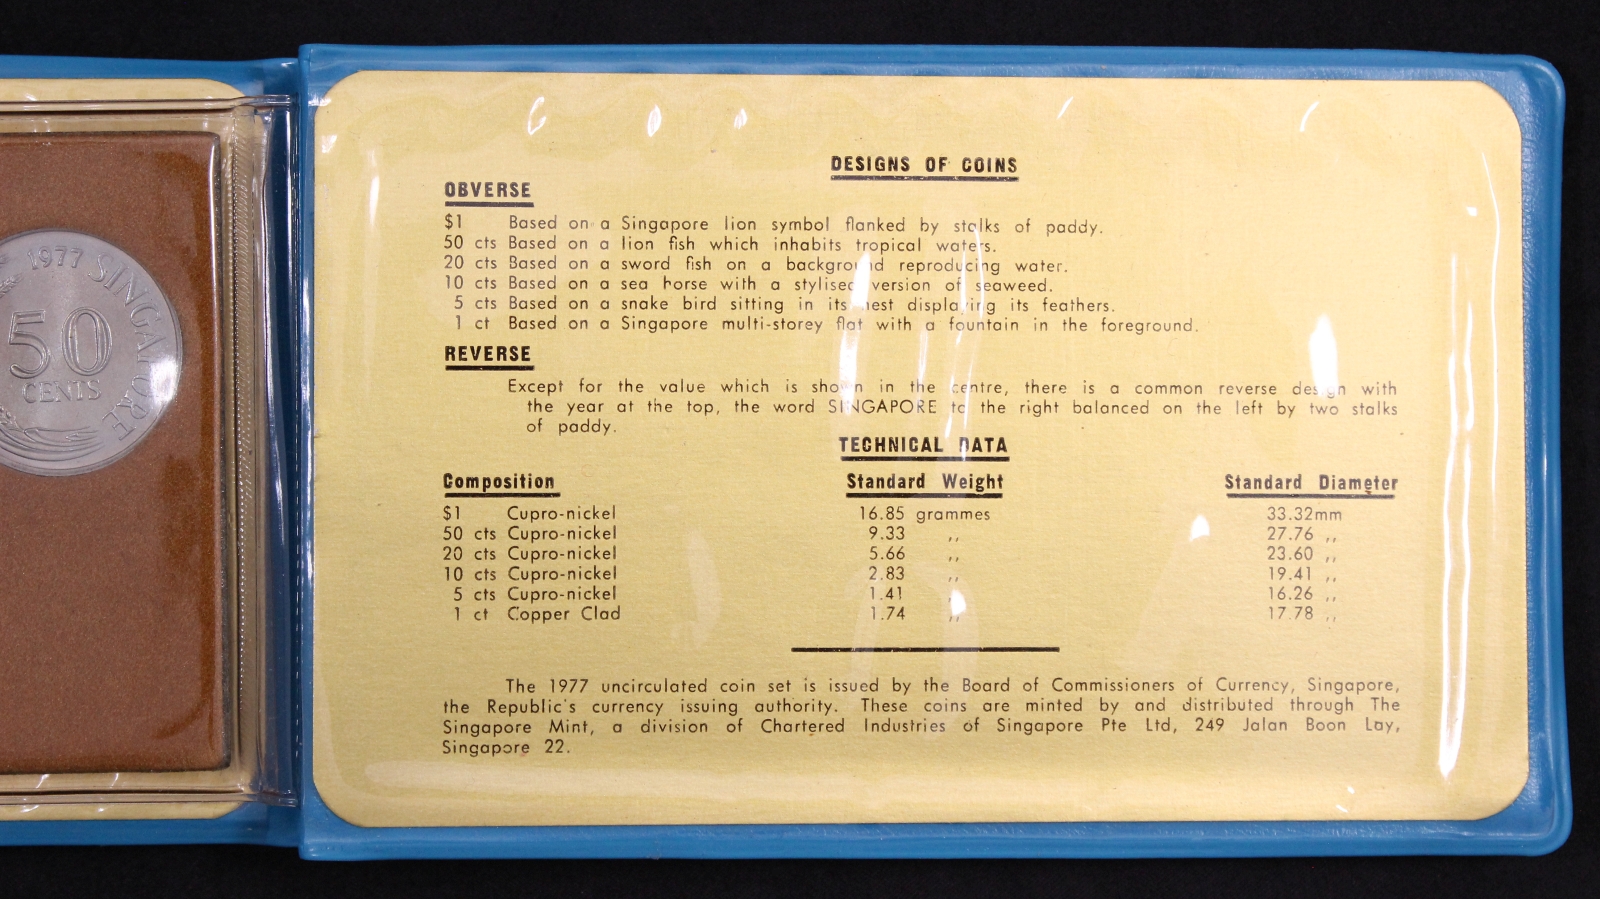 1977 SINGAPORE
50
CENTS
DESIGNS OF COINS
OBVERSE
$1 Based on a Singapore lion symbol flanked by stalks of paddy.
50 cts Based on a lion fish which inhabits tropical waters.
20 cts Based on a sword fish on a background reproducing water.
10 cts Based on a sea horse with a stylised version of seaweed.
5 cts Based on a snake bird sitting in its nest displaying its feathers.
1 ct Based on a Singapore multi-storey flat with a fountain in the foreground.
REVERSE
Except for the value which is shown in the centre, there is a common reverse design with
the year at the top, the word SINGAPORE to the right balanced on the left by two stalks
of paddy.
TECHNICAL DATA
Composition Standard Weight Standard Diameter
$1 Cupro-nickel 16.85 grammes 33.32mm
50 cts Cupro-nickel 9.33 ,, 27.76 ,,
20 cts Cupro-nickel 5.66 ,, 23.60 ,,
10 cts Cupro-nickel 2.83 ,, 19.41 ,,
5 cts Cupro-nickel 1.41 ,, 16.26 ,,
1 ct Copper Clad 1.74 ,, 17.78 ,,
The 1977 uncirculated coin set is issued by the Board of Commissioners of Currency, Singapore,
the Republic's currency issuing authority. These coins are minted by and distributed through The
Singapore Mint, a division of Chartered Industries of Singapore Pte Ltd, 249 Jalan Boon Lay,
Singapore 22.